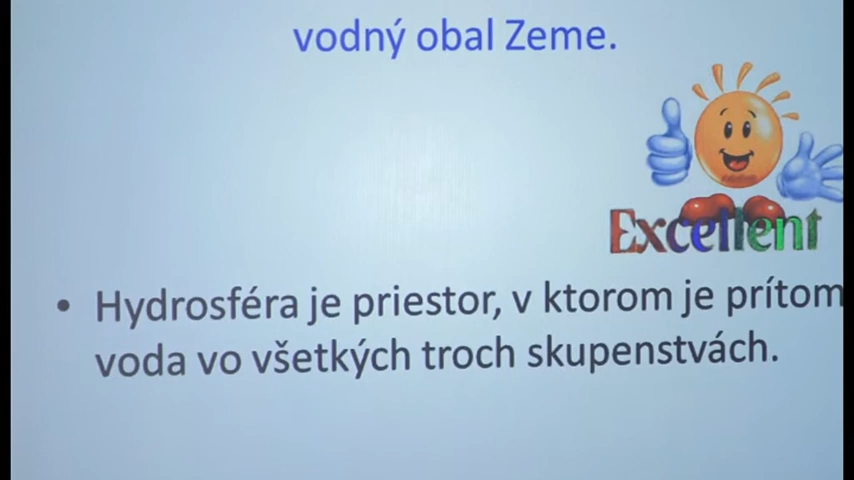 vodný obal Zeme.
Excellent
• Hydrosféra je priestor, v ktorom je prítom
voda vo všetkých troch skupenstvách.